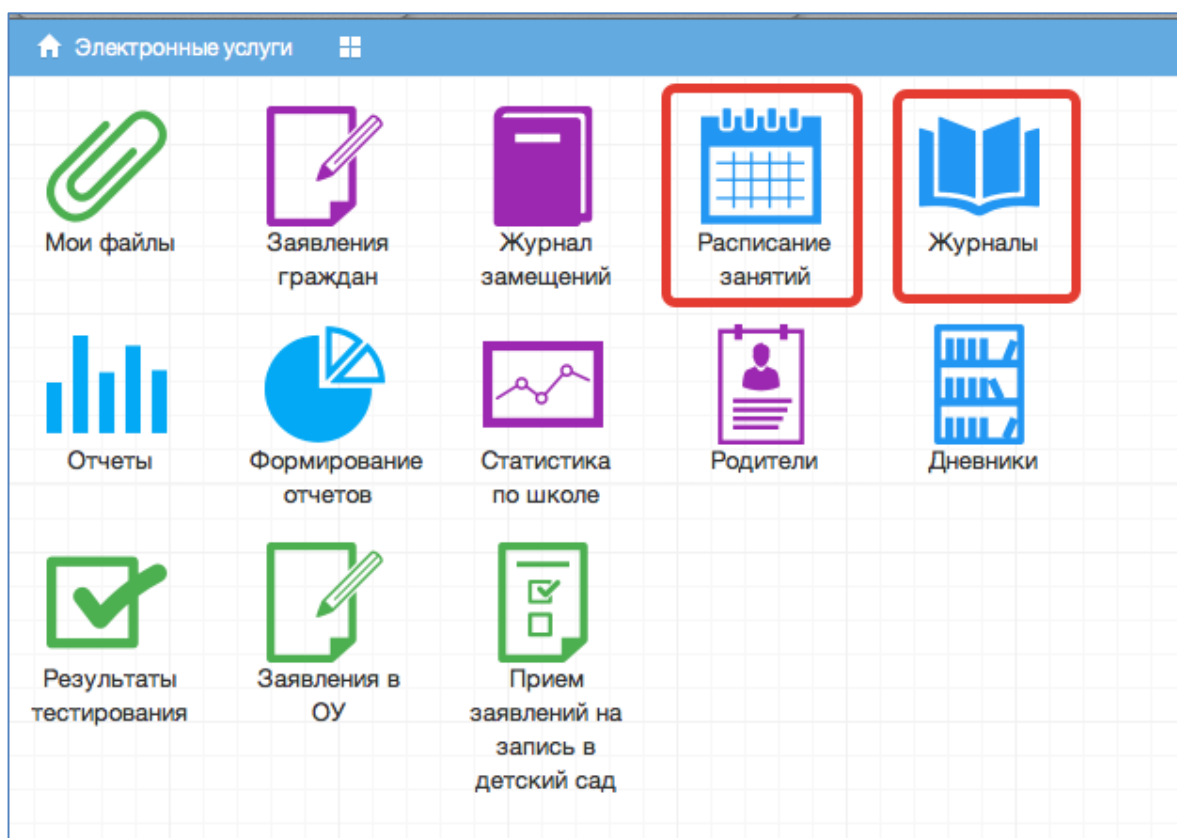 Электронные услуги
Мои файлы
Заявления
граждан
Журнал
замещений
Расписание
занятий
Журналы
Отчеты
Формирование
отчетов
Статистика
по школе
Родители
Дневники
Результаты
тестирования
Заявления в
ОУ
Прием
заявлений на
запись в
детский сад